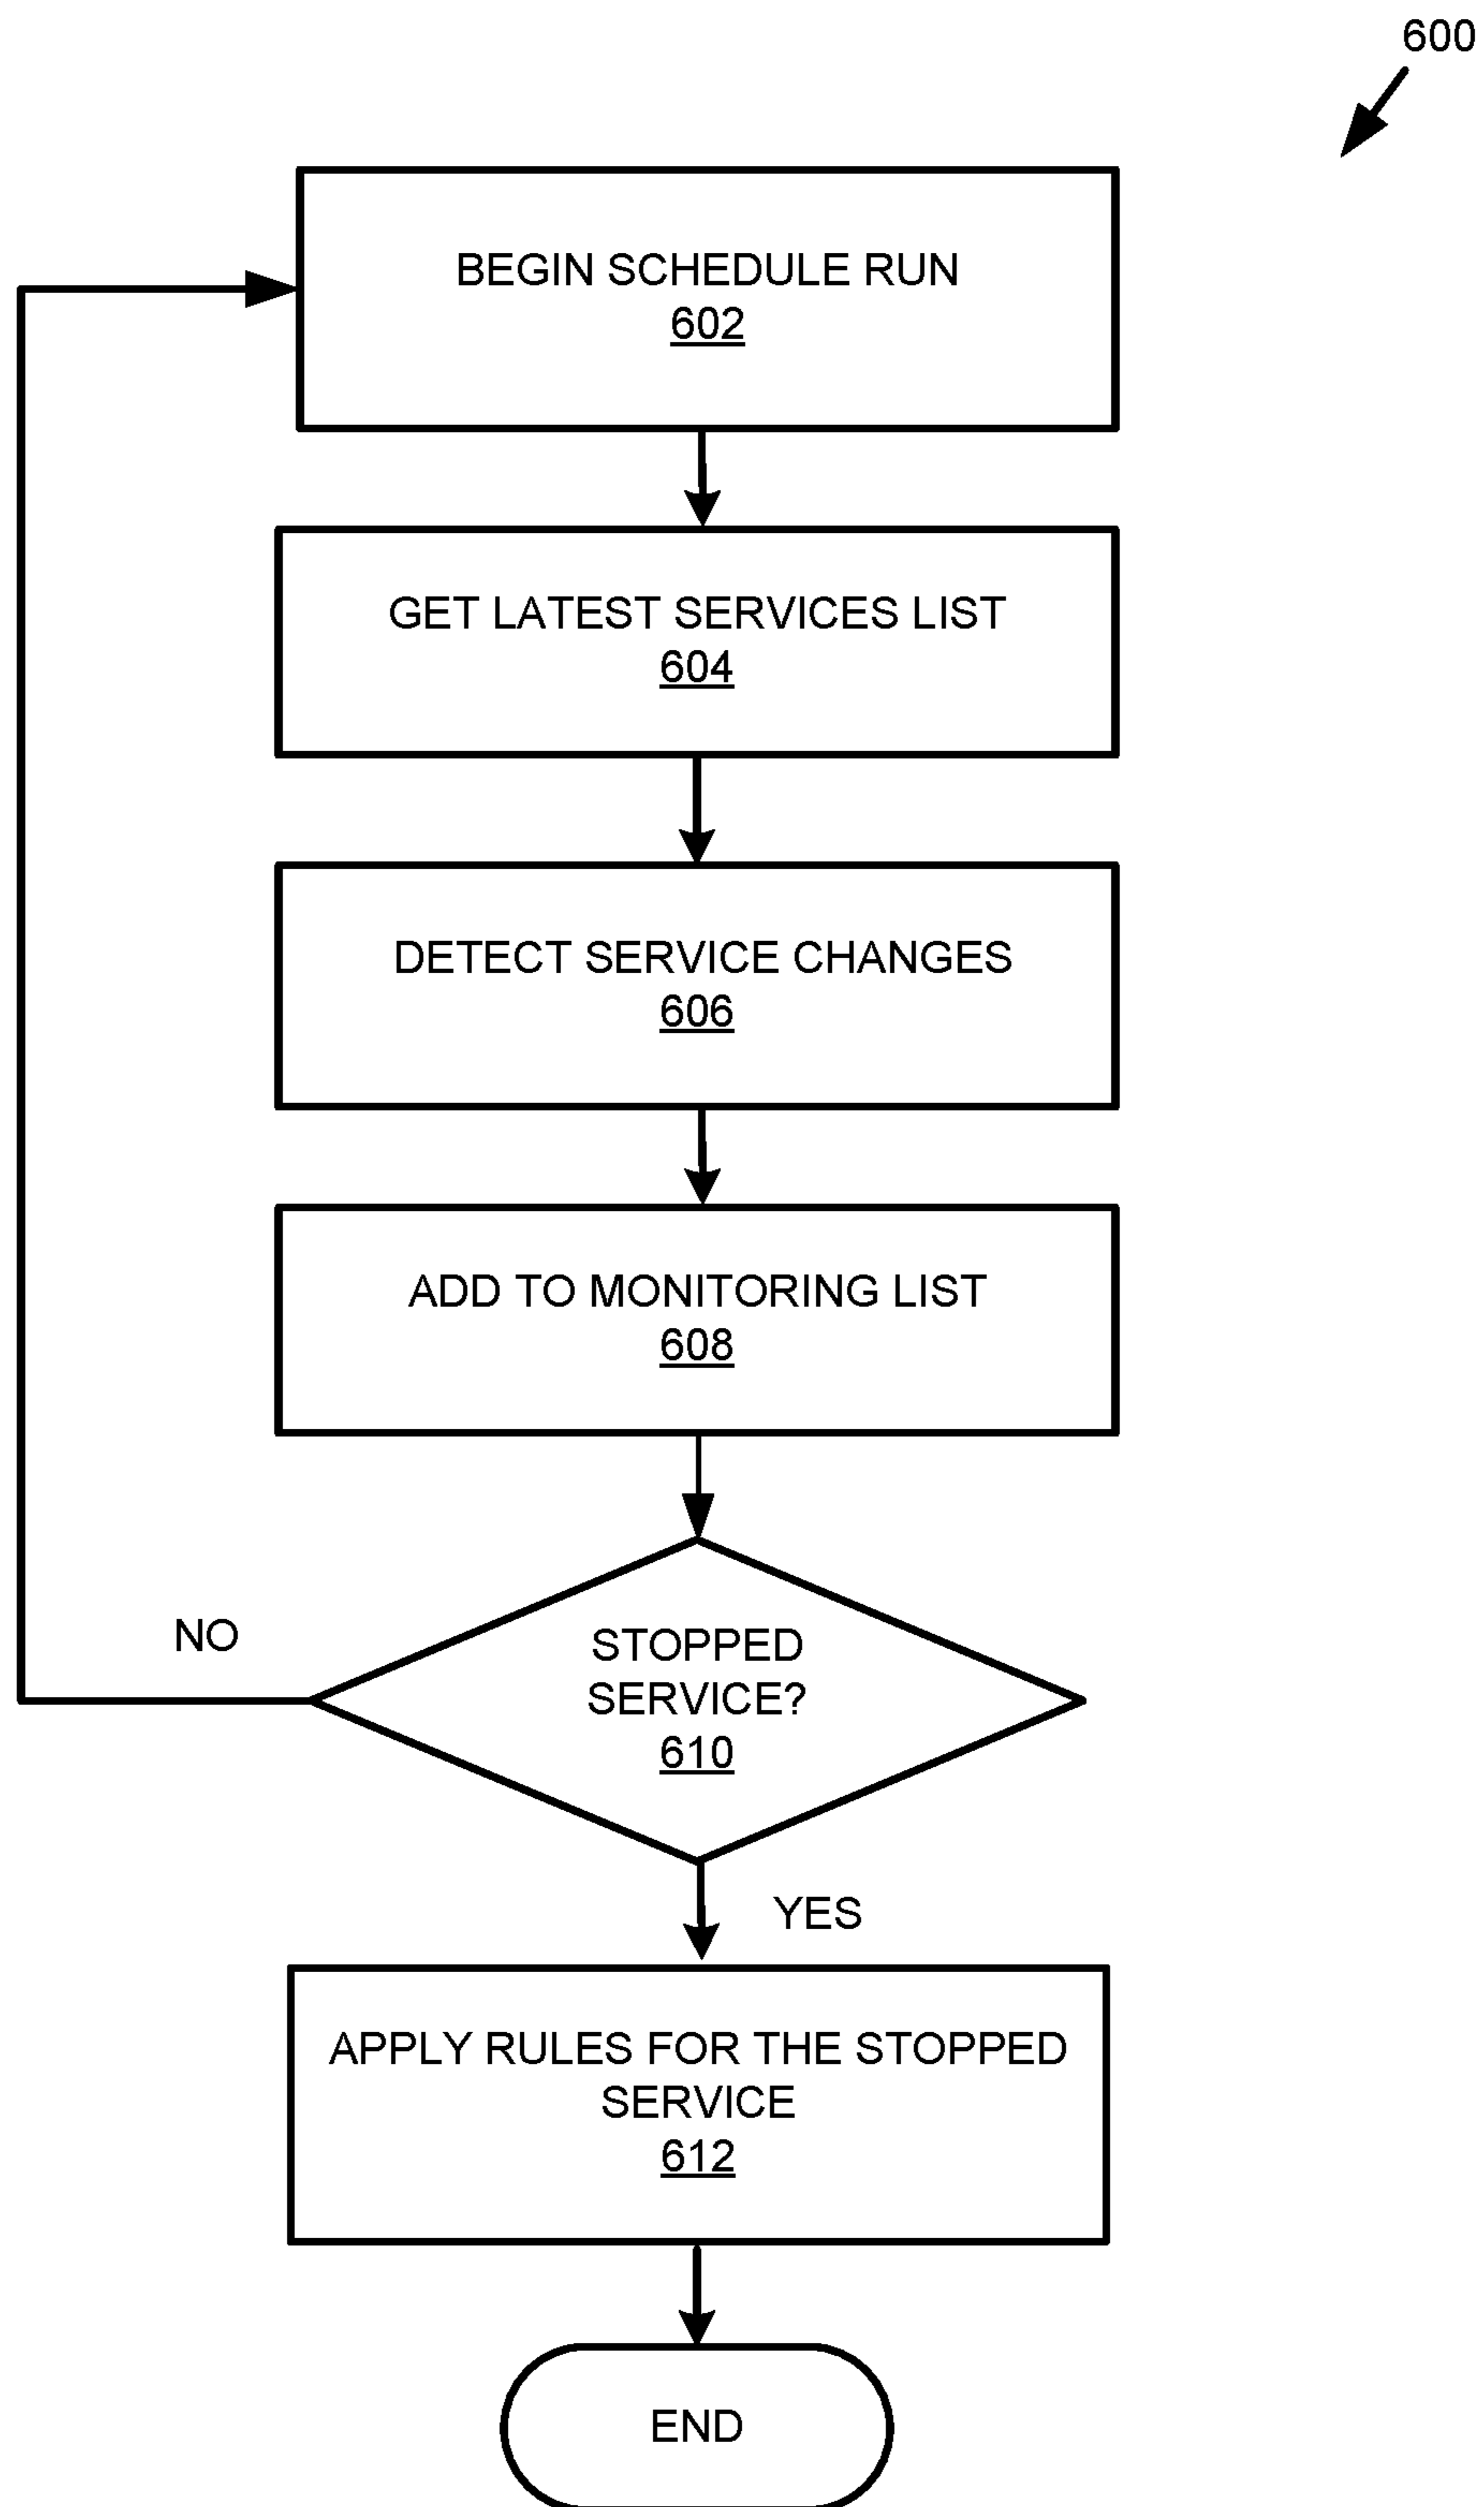 600
BEGIN SCHEDULE RUN
602
GET LATEST SERVICES LIST
604
DETECT SERVICE CHANGES
606
ADD TO MONITORING LIST
608
NO
STOPPED
SERVICE?
610
YES
APPLY RULES FOR THE STOPPED
SERVICE
612
END